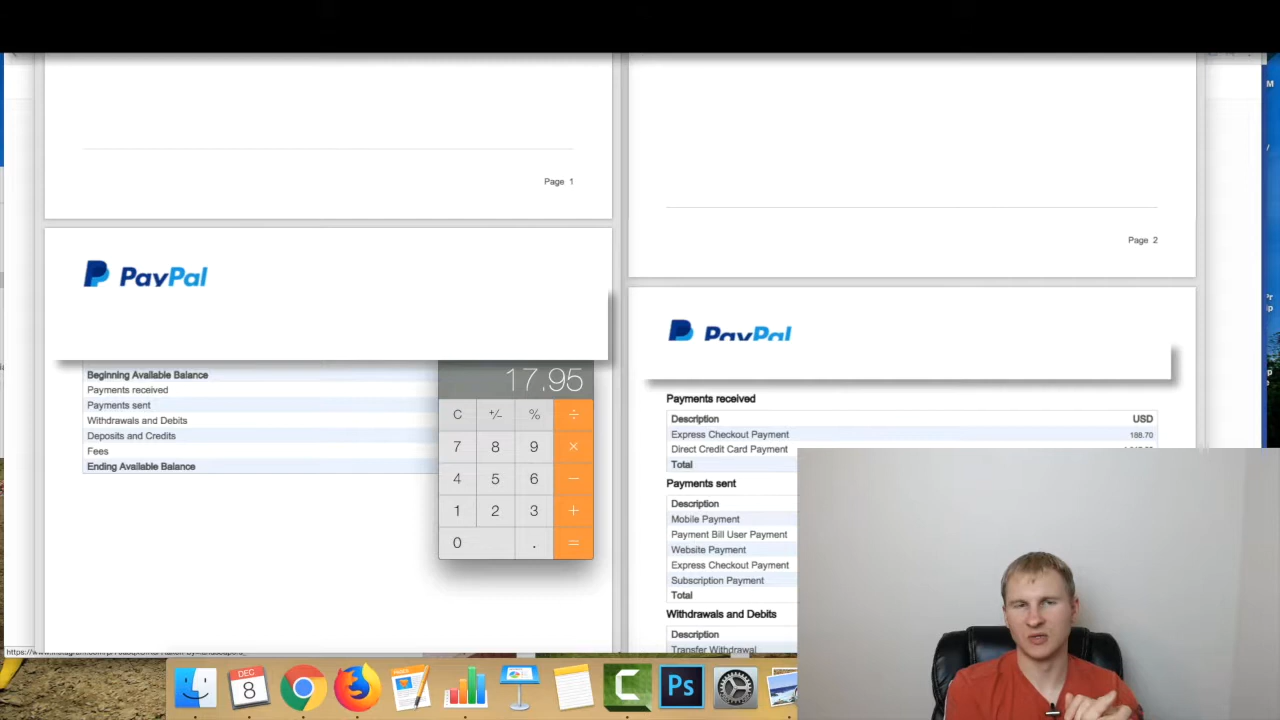 Page 1
PayPal
Beginning Available Balance
Payments received
Payments sent
Withdrawals and Debits
Deposits and Credits
Fees
Ending Available Balance
17.95
C +/- % ÷
7 8 9 ×
4 5 6 −
1 2 3 +
0 . =
Page 2
PayPal
Payments received
Description USD
Express Checkout Payment 188.70
Direct Credit Card Payment
Total
Payments sent
Description
Mobile Payment
Payment Bill User Payment
Website Payment
Express Checkout Payment
Subscription Payment
Total
Withdrawals and Debits
Description
Transfer Withdrawal
DEC
8
C
Ps